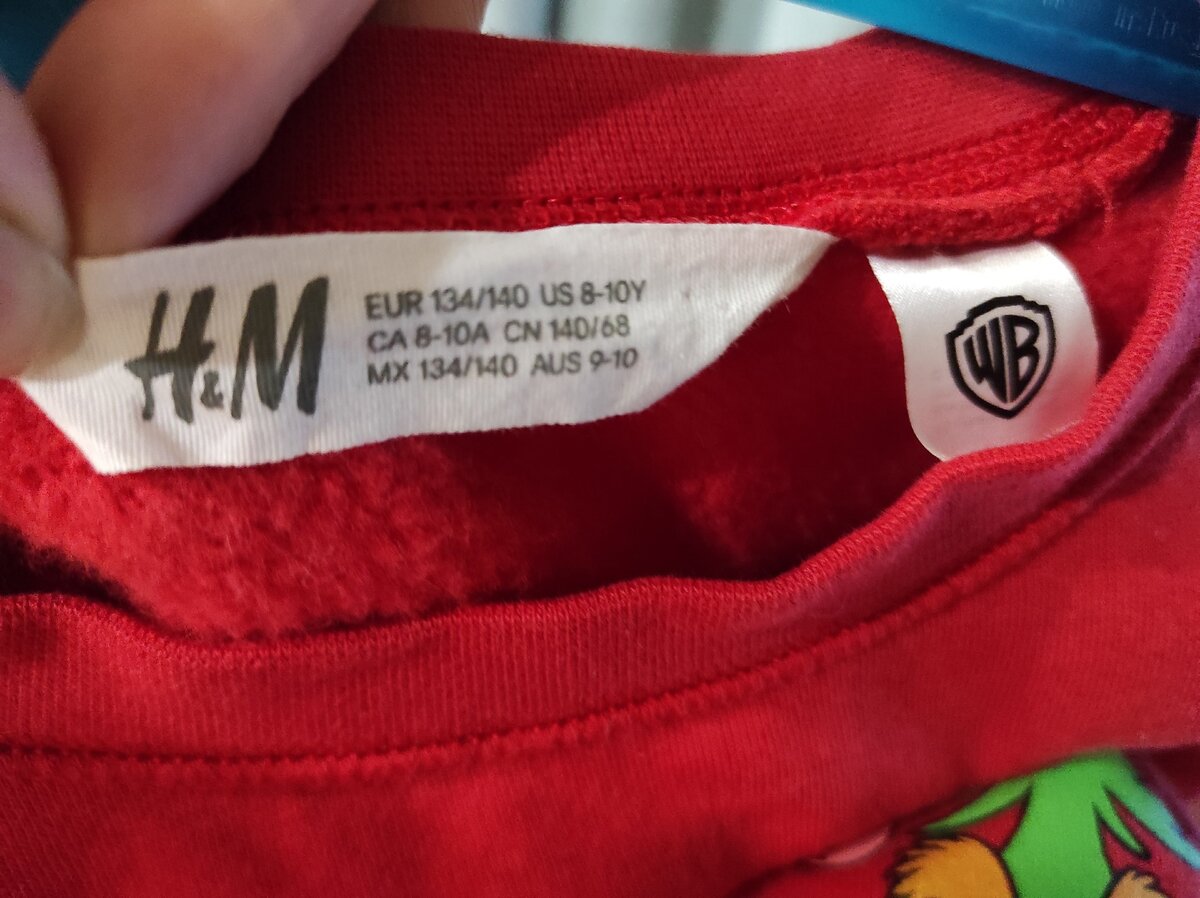 H&M
EUR 134/140 US 8-10Y
CA 8-10A CN 140/68
MX 134/140 AUS 9-10
WB